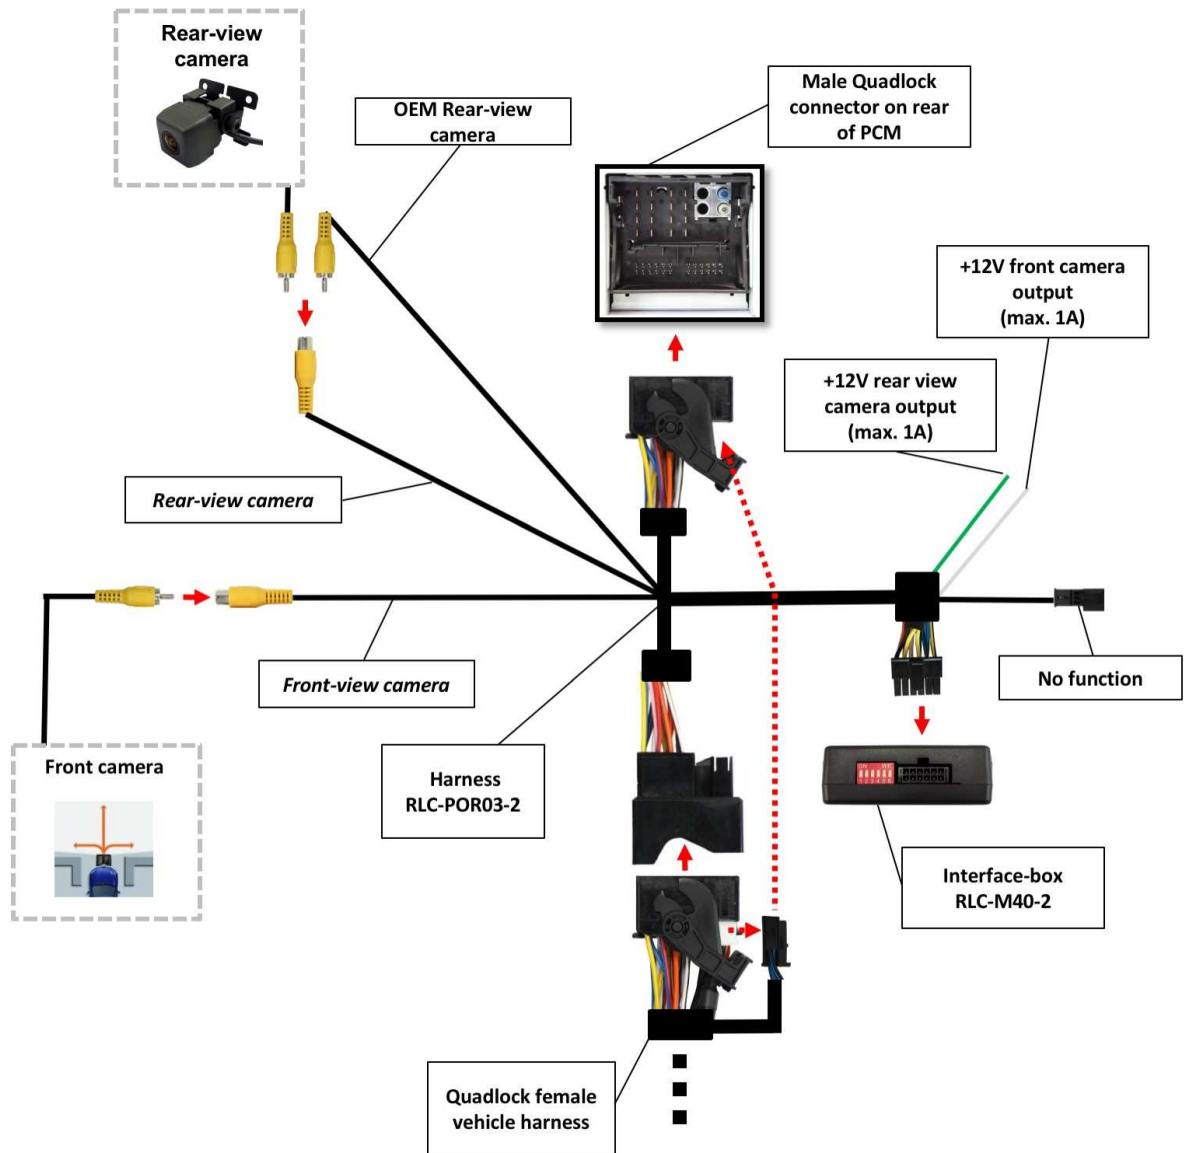 Rear-view
camera
OEM Rear-view
camera
Male Quadlock
connector on rear
of PCM
+12V front camera
output
(max. 1A)
+12V rear view
camera output
(max. 1A)
Rear-view camera
Front-view camera
No function
Front camera
Harness
RLC-POR03-2
Interface-box
RLC-M40-2
Quadlock female
vehicle harness